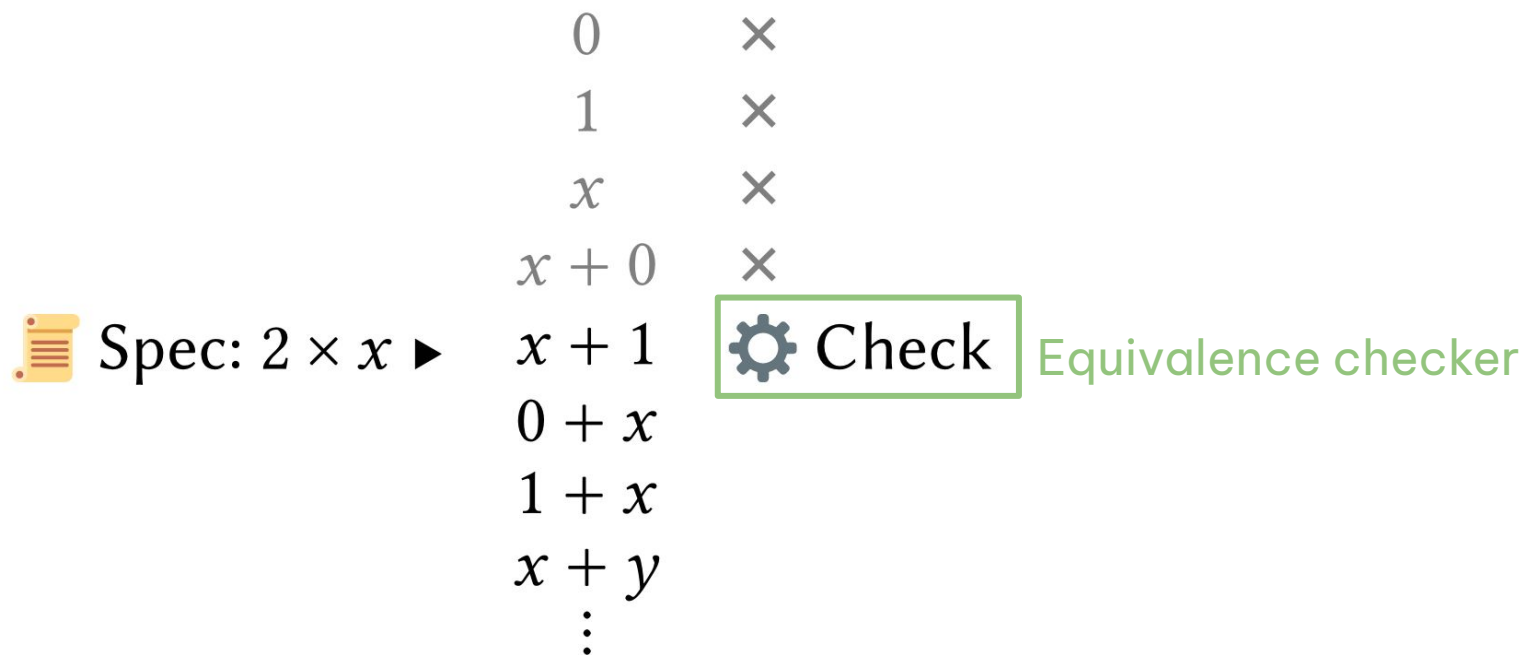 0 ×
1 ×
x ×
x + 0 ×
Spec: 2 × x ▶ x + 1 Check Equivalence checker
0 + x
1 + x
x + y
⋮